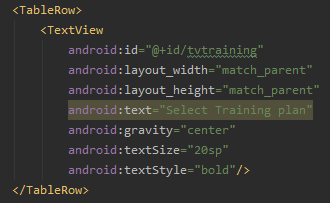 <TableRow>
<TextView
android:id="@+id/tvtraining"
android:layout_width="match_parent"
android:layout_height="match_parent"
android:text="Select Training plan"
android:gravity="center"
android:textSize="20sp"
android:textStyle="bold"/>
</TableRow>